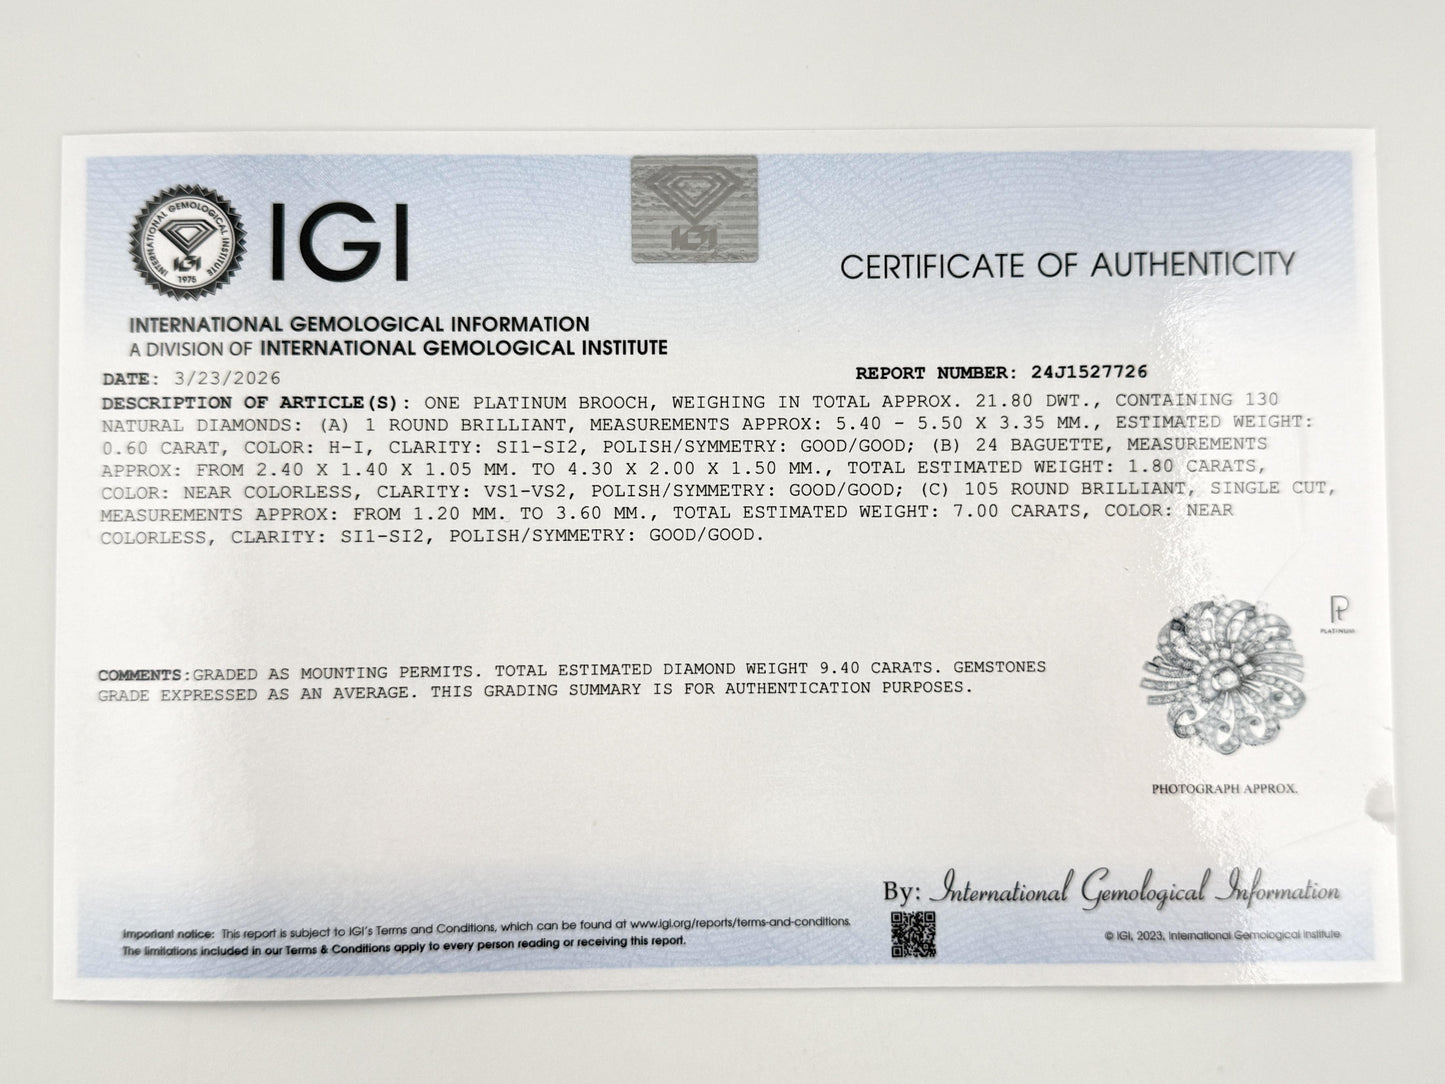 INTERNATIONAL GEMOLOGICAL INSTITUTE
IGI
1975
IGI
IGI
CERTIFICATE OF AUTHENTICITY
INTERNATIONAL GEMOLOGICAL INFORMATION
A DIVISION OF INTERNATIONAL GEMOLOGICAL INSTITUTE
DATE: 3/23/2026
REPORT NUMBER: 24J1527726
DESCRIPTION OF ARTICLE(S): ONE PLATINUM BROOCH, WEIGHING IN TOTAL APPROX. 21.80 DWT., CONTAINING 130
NATURAL DIAMONDS: (A) 1 ROUND BRILLIANT, MEASUREMENTS APPROX: 5.40 - 5.50 X 3.35 MM., ESTIMATED WEIGHT:
0.60 CARAT, COLOR: H-I, CLARITY: SI1-SI2, POLISH/SYMMETRY: GOOD/GOOD; (B) 24 BAGUETTE, MEASUREMENTS
APPROX: FROM 2.40 X 1.40 X 1.05 MM. TO 4.30 X 2.00 X 1.50 MM., TOTAL ESTIMATED WEIGHT: 1.80 CARATS,
COLOR: NEAR COLORLESS, CLARITY: VS1-VS2, POLISH/SYMMETRY: GOOD/GOOD; (C) 105 ROUND BRILLIANT, SINGLE CUT,
MEASUREMENTS APPROX: FROM 1.20 MM. TO 3.60 MM., TOTAL ESTIMATED WEIGHT: 7.00 CARATS, COLOR: NEAR
COLORLESS, CLARITY: SI1-SI2, POLISH/SYMMETRY: GOOD/GOOD.
Pt
PLATINUM
COMMENTS:GRADED AS MOUNTING PERMITS. TOTAL ESTIMATED DIAMOND WEIGHT 9.40 CARATS. GEMSTONES
GRADE EXPRESSED AS AN AVERAGE. THIS GRADING SUMMARY IS FOR AUTHENTICATION PURPOSES.
PHOTOGRAPH APPROX.
By: International Gemological Information
Important notice: This report is subject to IGI's Terms and Conditions, which can be found at www.igi.org/reports/terms-and-conditions.
The limitations included in our Terms & Conditions apply to every person reading or receiving this report.
© IGI, 2023, International Gemological Institute